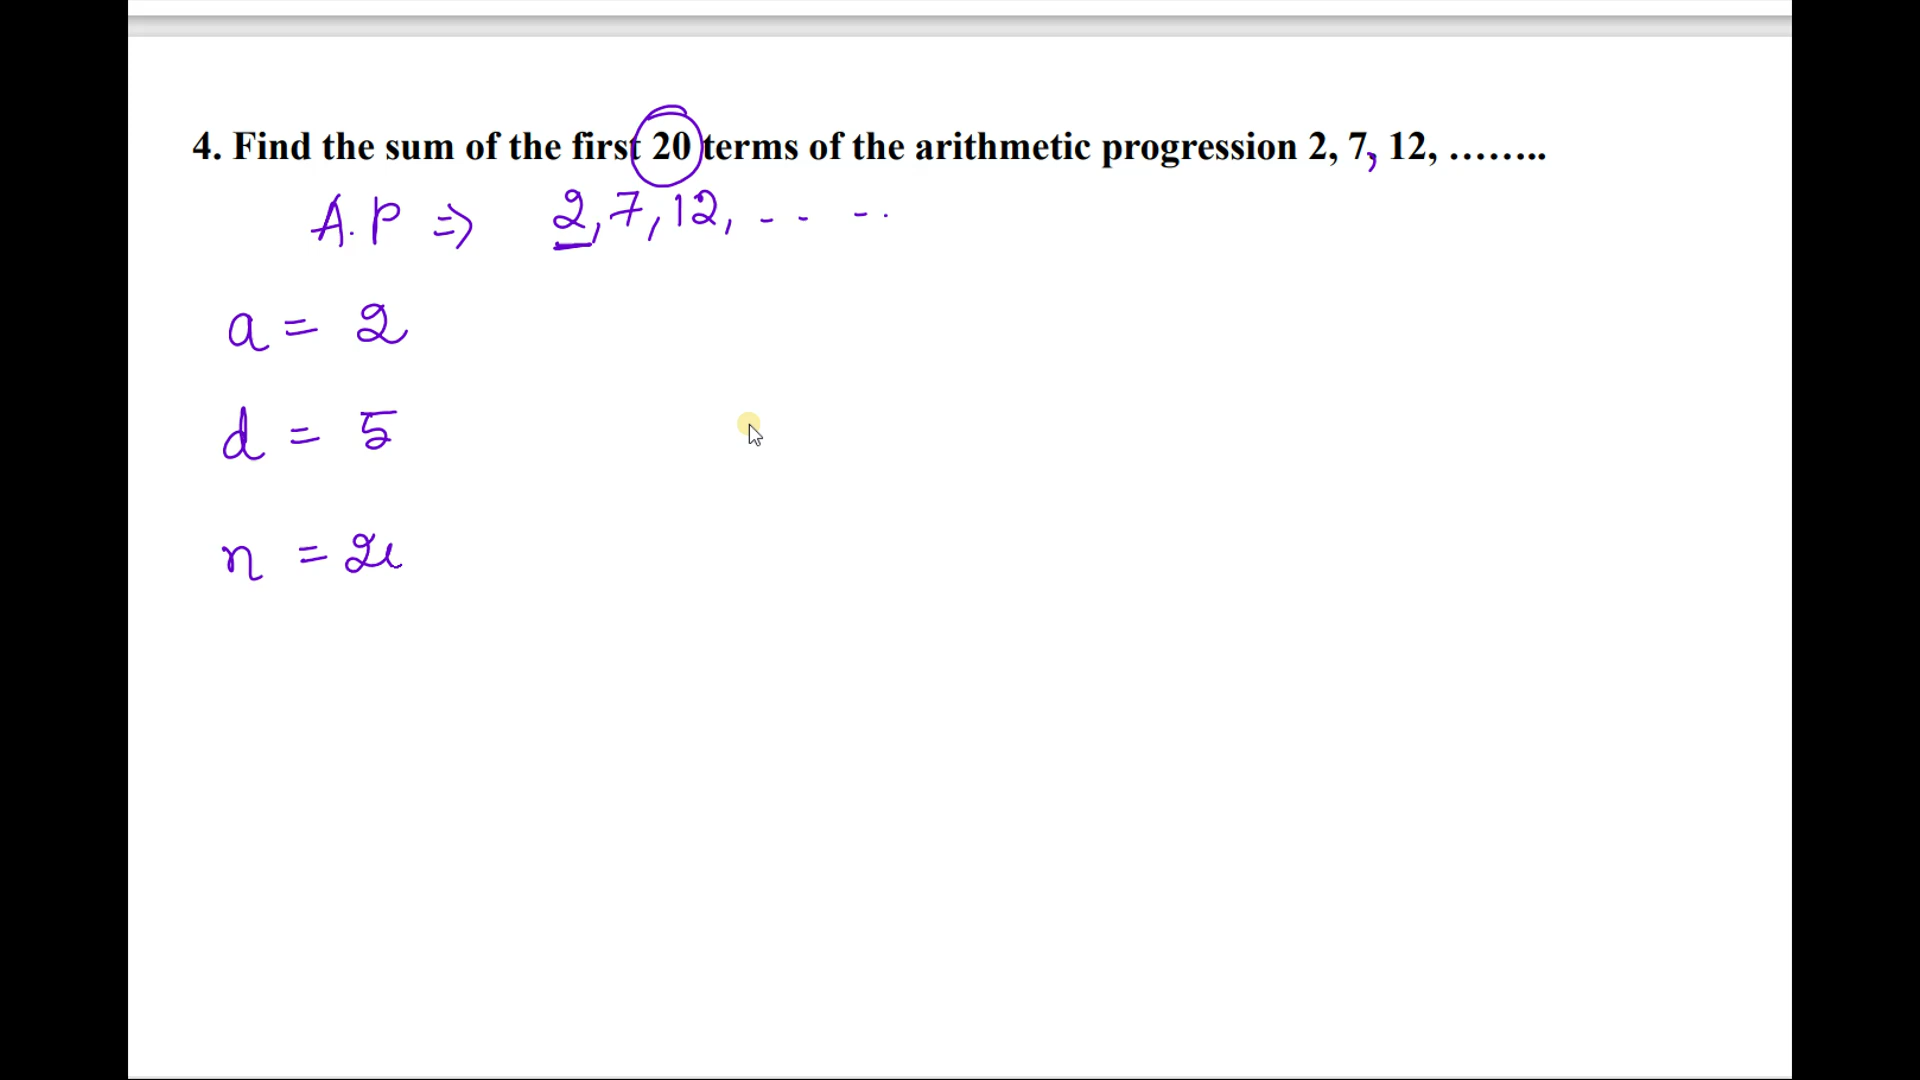 4. Find the sum of the first 20 terms of the arithmetic progression 2, 7, 12, ……..
A.P => 2, 7, 12, -- -·
a = 2
d = 5
n = 2